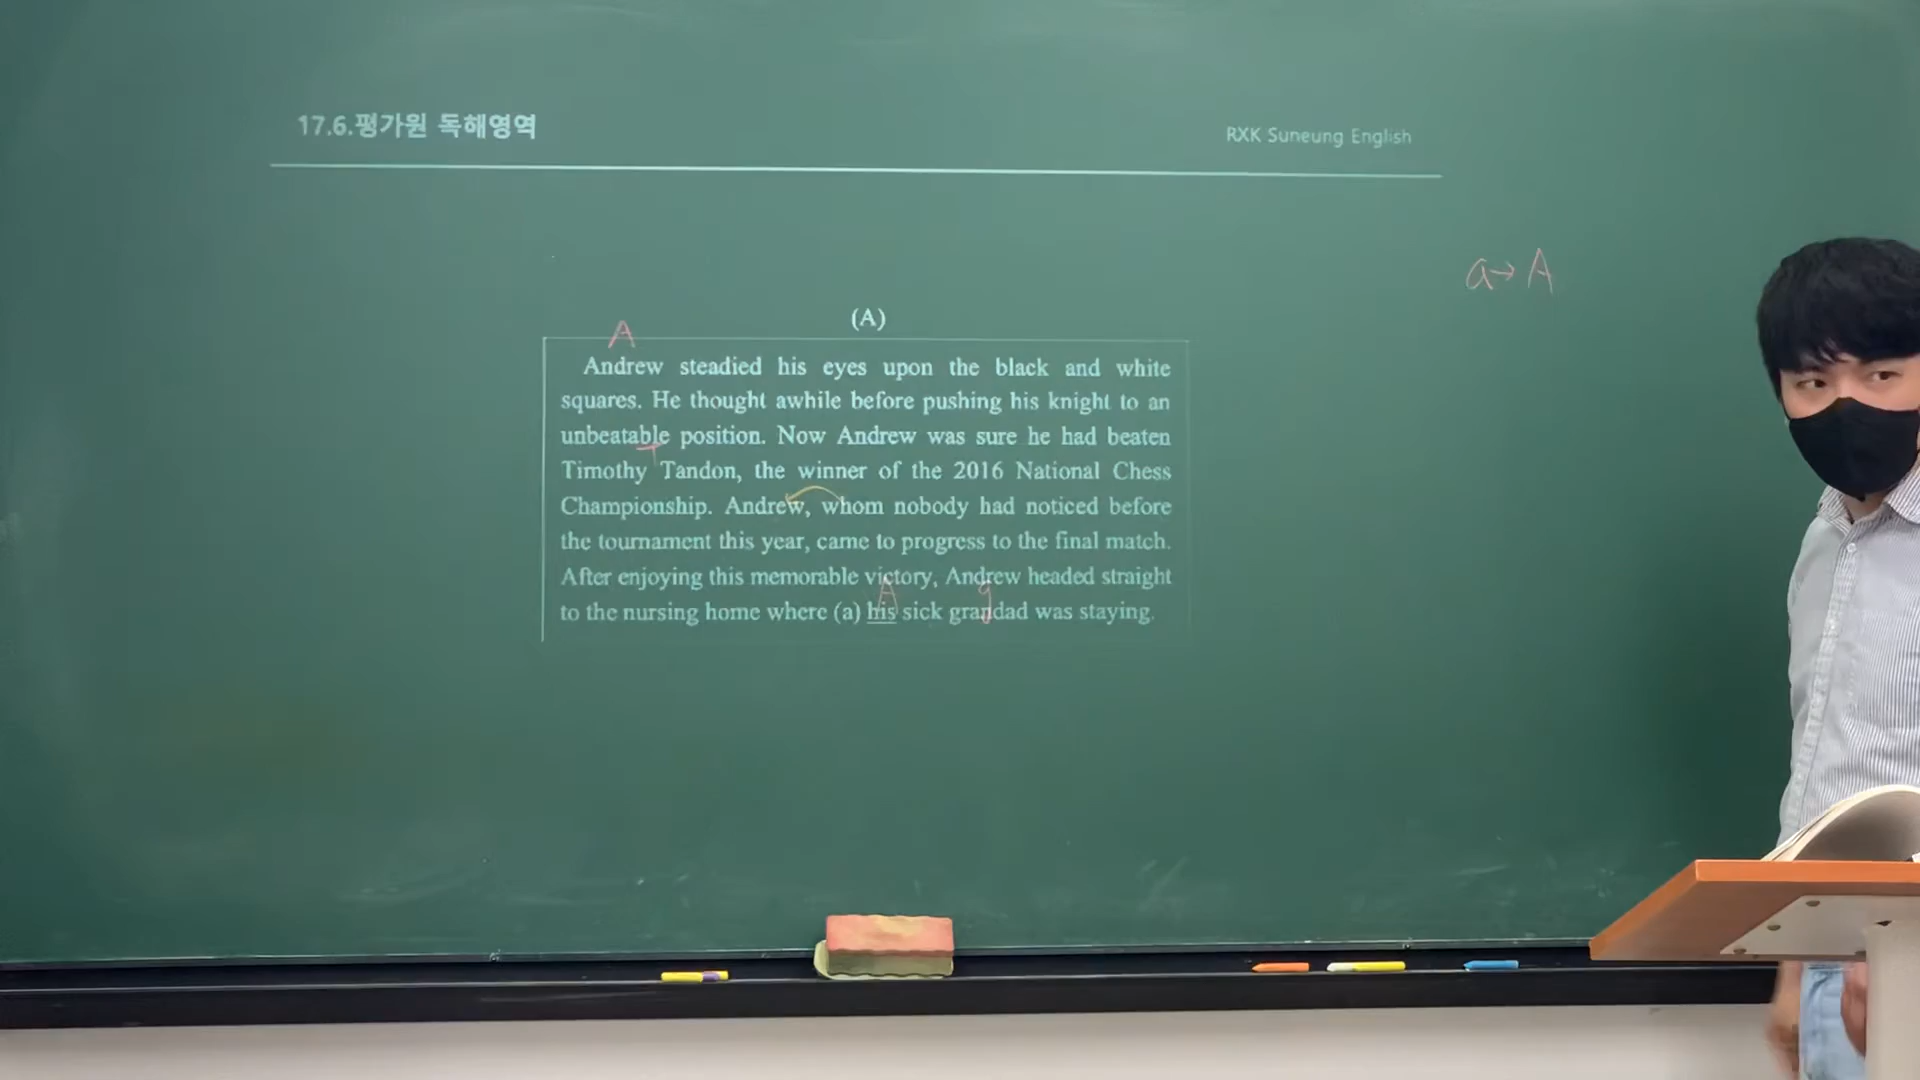 17.6.평가원 독해영역
RXK Suneung English
a→A
(A)
A
Andrew steadied his eyes upon the black and white
squares. He thought awhile before pushing his knight to an
unbeatable position. Now Andrew was sure he had beaten
T
Timothy Tandon, the winner of the 2016 National Chess
Championship. Andrew, whom nobody had noticed before
the tournament this year, came to progress to the final match.
After enjoying this memorable victory, Andrew headed straight
A g
to the nursing home where (a) his sick grandad was staying.